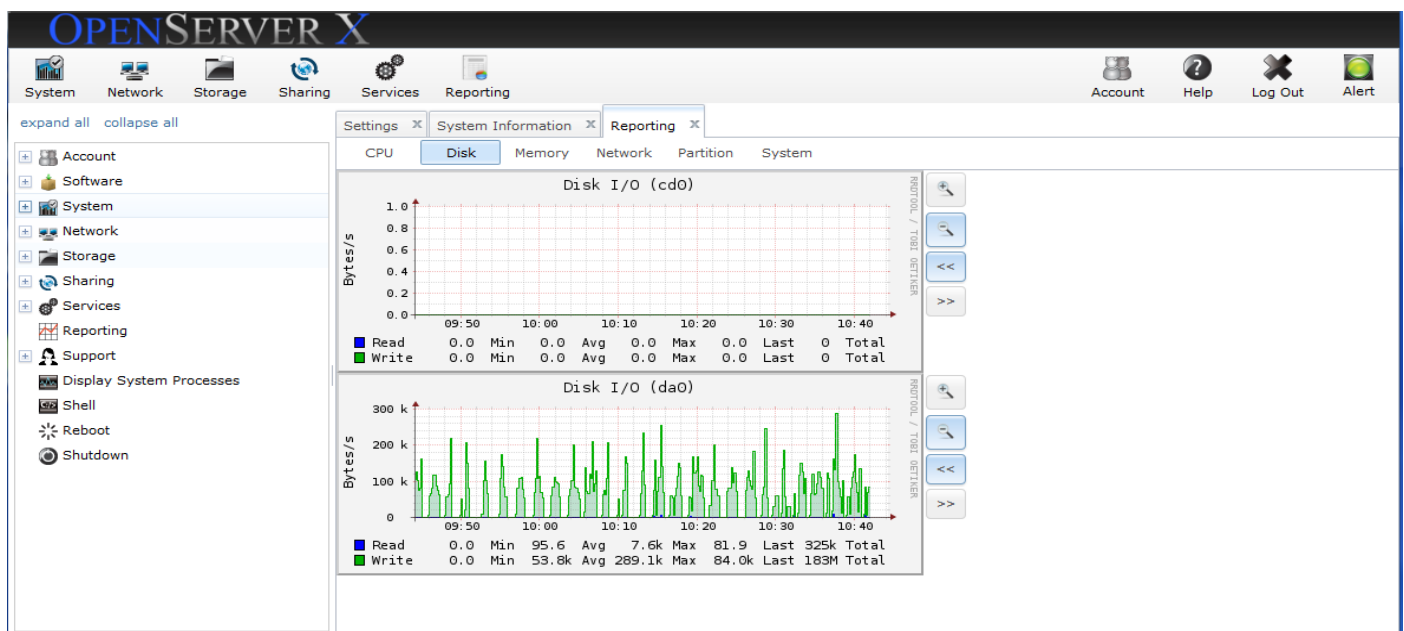 OPENSERVER X
System Network Storage Sharing Services Reporting Account Help Log Out Alert
expand all collapse all
Account
Software
System
Network
Storage
Sharing
Services
Reporting
Support
Display System Processes
Shell
Reboot
Shutdown
Settings X System Information X Reporting X
CPU Disk Memory Network Partition System
Disk I/O (cd0)
RRDTOOL / TOBI OETIKER
Bytes/s
1.0
0.8
0.6
0.4
0.2
0.0
09:50 10:00 10:10 10:20 10:30 10:40
Read 0.0 Min 0.0 Avg 0.0 Max 0.0 Last 0 Total
Write 0.0 Min 0.0 Avg 0.0 Max 0.0 Last 0 Total
<<
>>
Disk I/O (da0)
RRDTOOL / TOBI OETIKER
Bytes/s
300 k
200 k
100 k
0
09:50 10:00 10:10 10:20 10:30 10:40
Read 0.0 Min 95.6 Avg 7.6k Max 81.9 Last 325k Total
Write 0.0 Min 53.8k Avg 289.1k Max 84.0k Last 183M Total
<<
>>